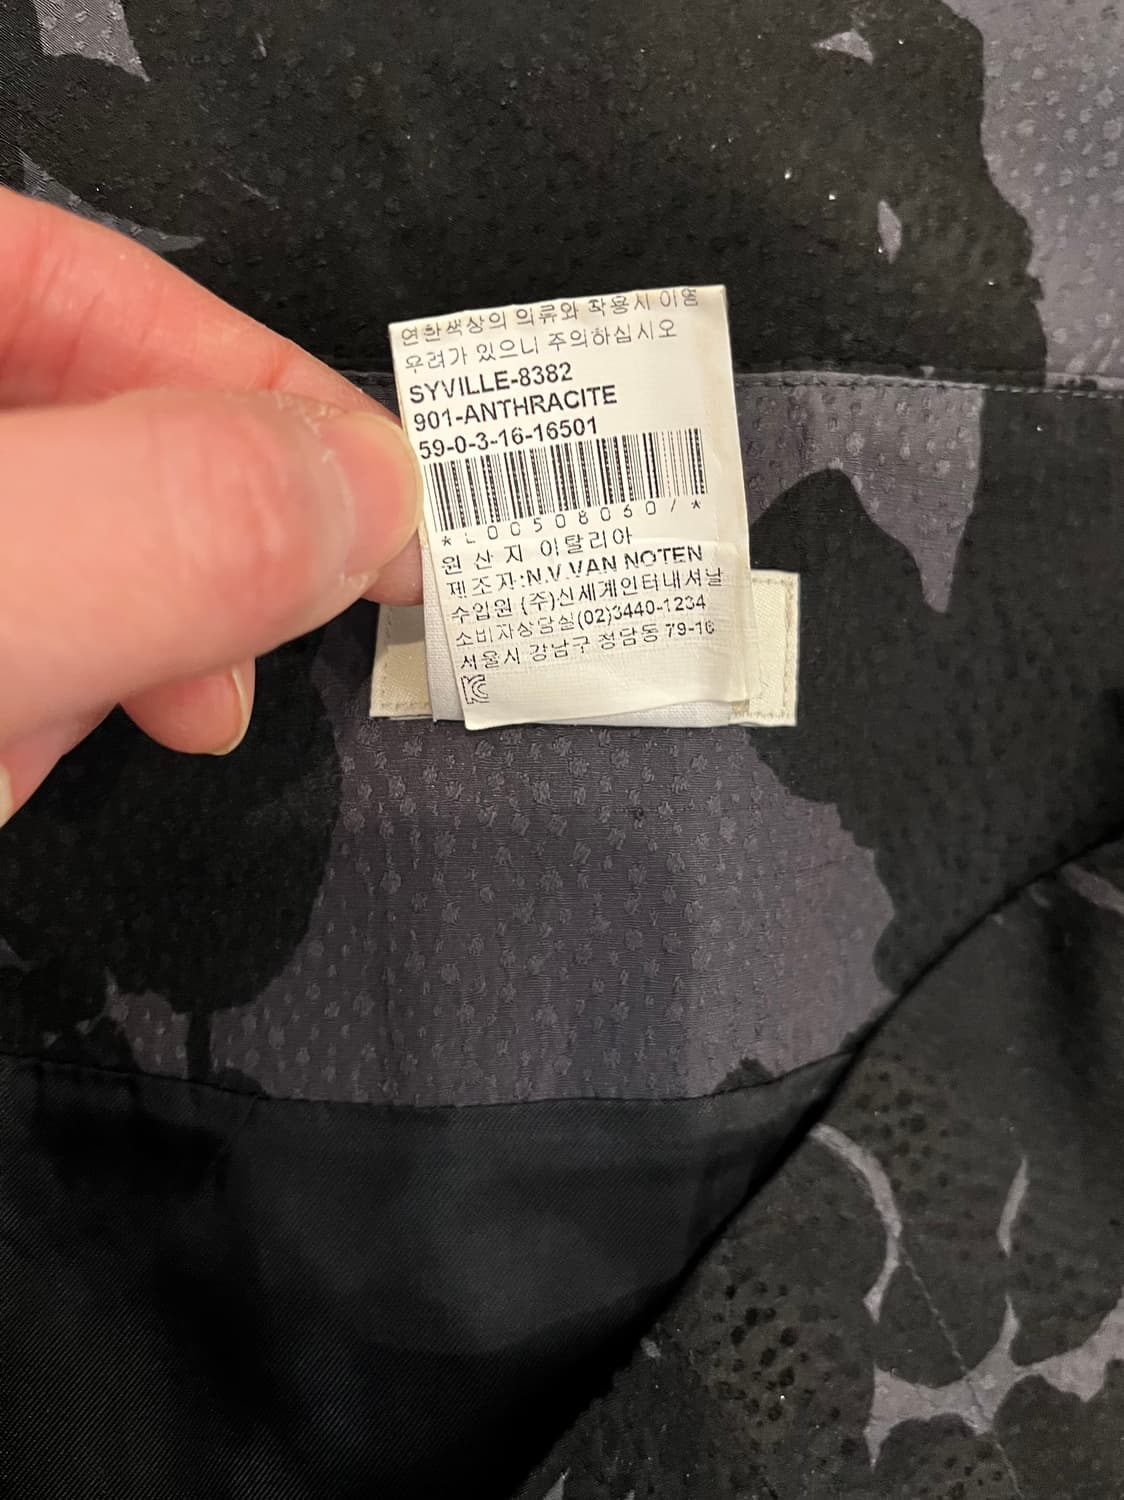 연한색상의 의류와 착용시 이염
우려가 있으니 주의하십시오
SYVILLE-8382
901-ANTHRACITE
59-0-3-16-16501
원 산 지 이탈리아
제조자:N.V.VAN NOTEN
수입원 (주)신세계인터내셔날
소비자상담실(02)3440-1234
서울시 강남구 청담동 79-16